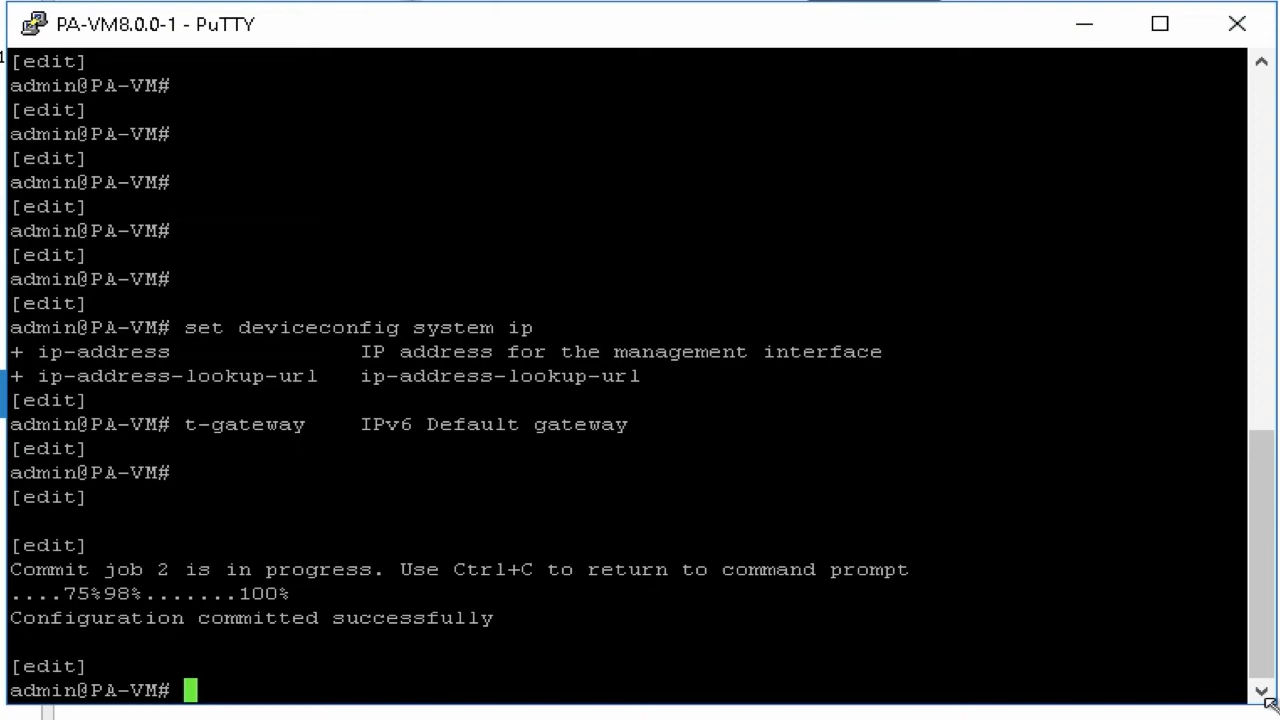 PA-VM8.0.0-1 - PuTTY
[edit]
admin@PA-VM#
[edit]
admin@PA-VM#
[edit]
admin@PA-VM#
[edit]
admin@PA-VM#
[edit]
admin@PA-VM#
[edit]
admin@PA-VM# set deviceconfig system ip
+ ip-address IP address for the management interface
+ ip-address-lookup-url ip-address-lookup-url
[edit]
admin@PA-VM# t-gateway IPv6 Default gateway
[edit]
admin@PA-VM#
[edit]
[edit]
Commit job 2 is in progress. Use Ctrl+C to return to command prompt
....75%98%.......100%
Configuration committed successfully
[edit]
admin@PA-VM#